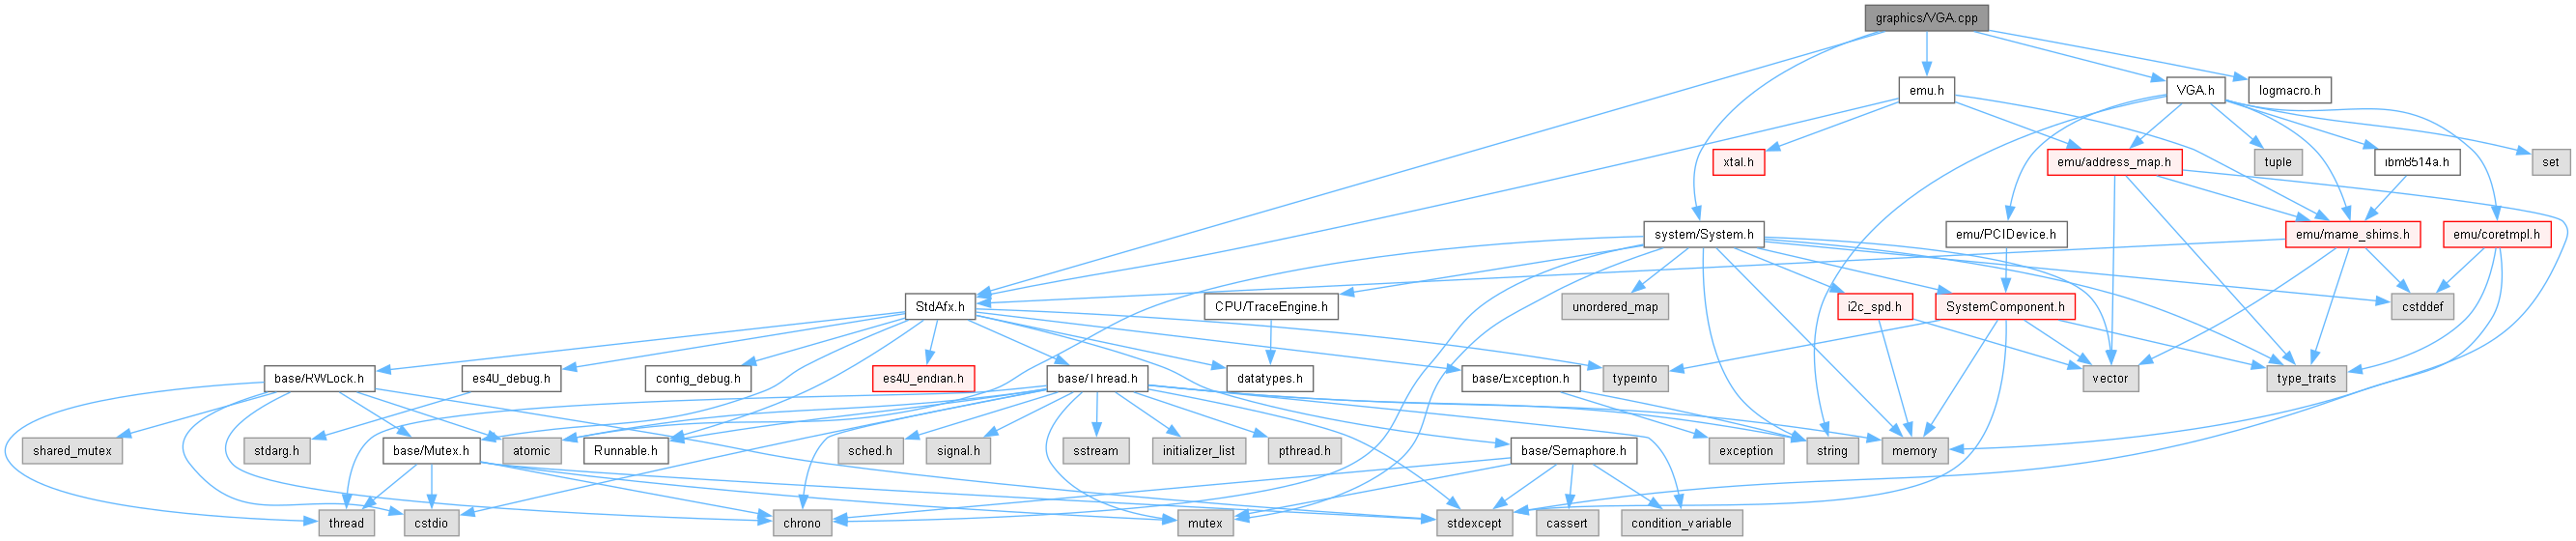 graphics/VGA.cpp
emu.h
VGA.h
logmacro.h
xtal.h
emu/address_map.h
tuple
ibm8514a.h
set
system/System.h
emu/PCIDevice.h
emu/mame_shims.h
emu/coretmpl.h
StdAfx.h
CPU/TraceEngine.h
unordered_map
i2c_spd.h
SystemComponent.h
cstddef
base/RWLock.h
es4U_debug.h
config_debug.h
es4U_endian.h
base/Thread.h
datatypes.h
base/Exception.h
typeinfo
vector
type_traits
shared_mutex
stdarg.h
base/Mutex.h
atomic
Runnable.h
sched.h
signal.h
sstream
initializer_list
pthread.h
base/Semaphore.h
exception
string
memory
thread
cstdio
chrono
mutex
stdexcept
cassert
condition_variable